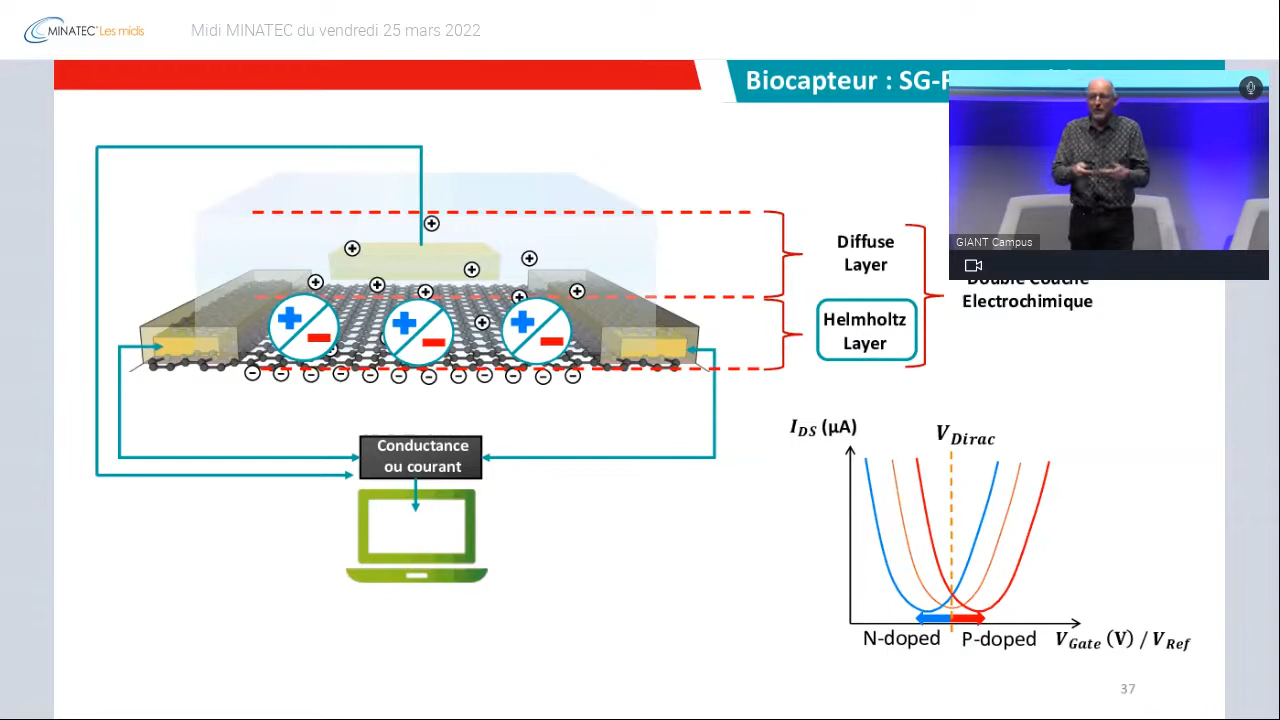 MINATEC Les midis
Midi MINATEC du vendredi 25 mars 2022
Biocapteur : SG-
GIANT Campus
Diffuse
Layer
Helmholtz
Layer
Double Couche
Electrochimique
Conductance
ou courant
I_DS (µA)
V_Dirac
N-doped
P-doped
V_Gate (V) / V_Ref
37